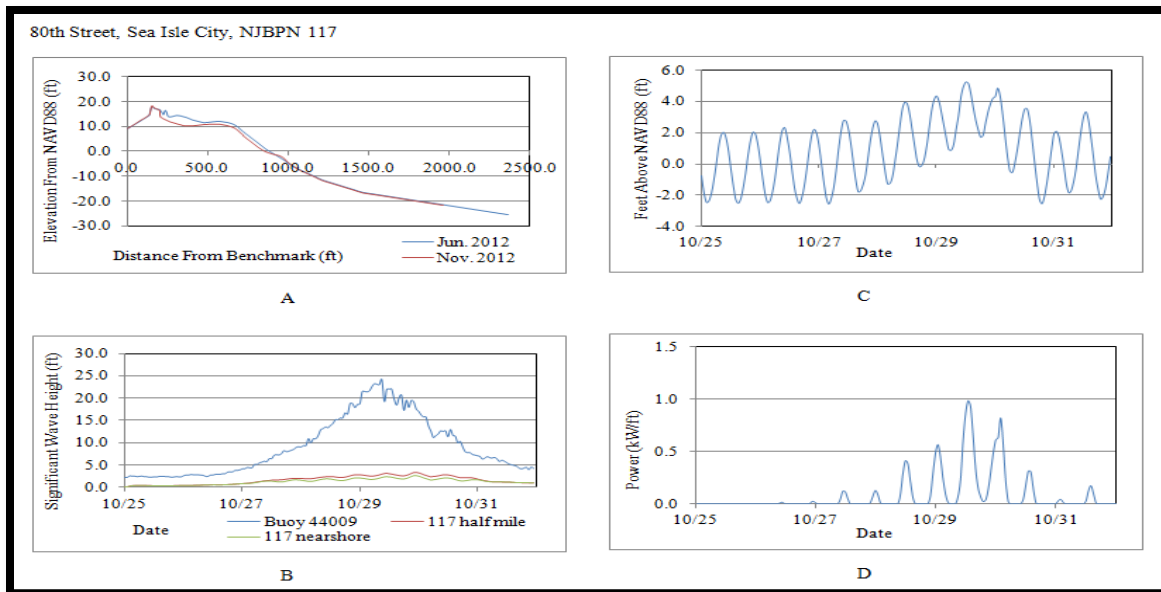 80th Street, Sea Isle City, NJBPN 117
Elevation From NAVD88 (ft)
30.0
20.0
10.0
0.0
-10.0
-20.0
-30.0
0.0 500.0 1000.0 1500.0 2000.0 2500.0
Distance From Benchmark (ft)
Jun. 2012
Nov. 2012
A
Feet Above NAVD88 (ft)
6.0
4.0
2.0
0.0
-2.0
-4.0
10/25 10/27 10/29 10/31
Date
C
Significant Wave Height (ft)
30.0
25.0
20.0
15.0
10.0
5.0
0.0
10/25 10/27 10/29 10/31
Date
Buoy 44009
117 half mile
117 nearshore
B
Power (kW/ft)
1.5
1.0
0.5
0.0
10/25 10/27 10/29 10/31
Date
D